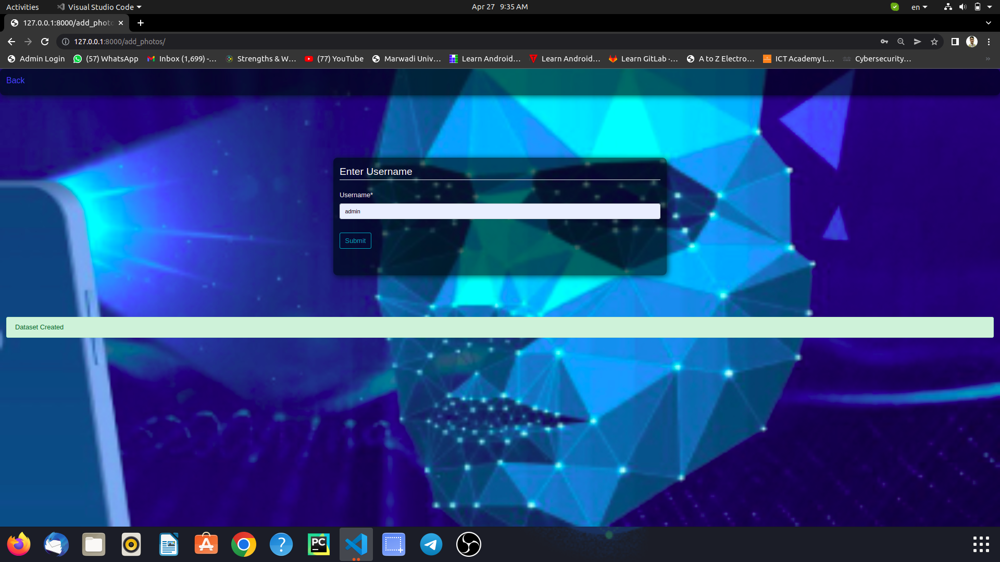 Activities Visual Studio Code Apr 27 9:35 AM en
127.0.0.1:8000/add_photo
127.0.0.1:8000/add_photos/
Admin Login (57) WhatsApp Inbox (1,699) -... Strengths & W... (77) YouTube Marwadi Univ... Learn Android... Learn Android... Learn GitLab ·... A to Z Electro... ICT Academy L... Cybersecurity... »
Back
Enter Username
Username*
admin
Submit
Dataset Created
PC